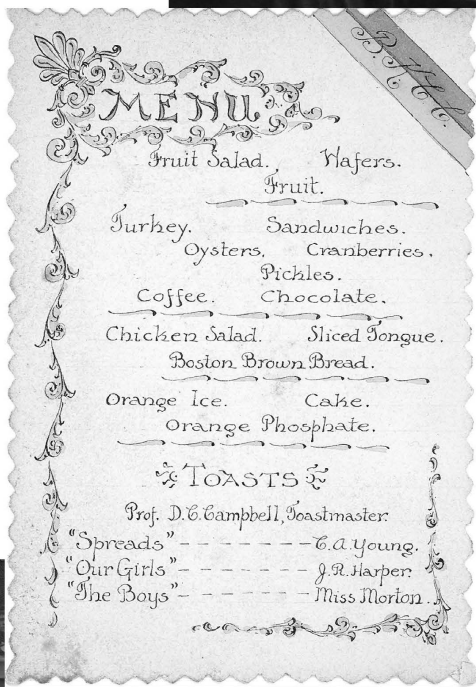 B.H.C.
MENU
Fruit Salad. Wafers.
Fruit.
Turkey. Sandwiches.
Oysters. Cranberries.
Pickles.
Coffee. Chocolate.
Chicken Salad. Sliced Tongue.
Boston Brown Bread.
Orange Ice. Cake.
Orange Phosphate.
TOASTS
Prof. D.C. Campbell, Toastmaster.
"Spreads" - - - - - - - - C.A. Young.
"Our Girls" - - - - - - - J.R. Harper.
"The Boys" - - - - - - - Miss Morton.